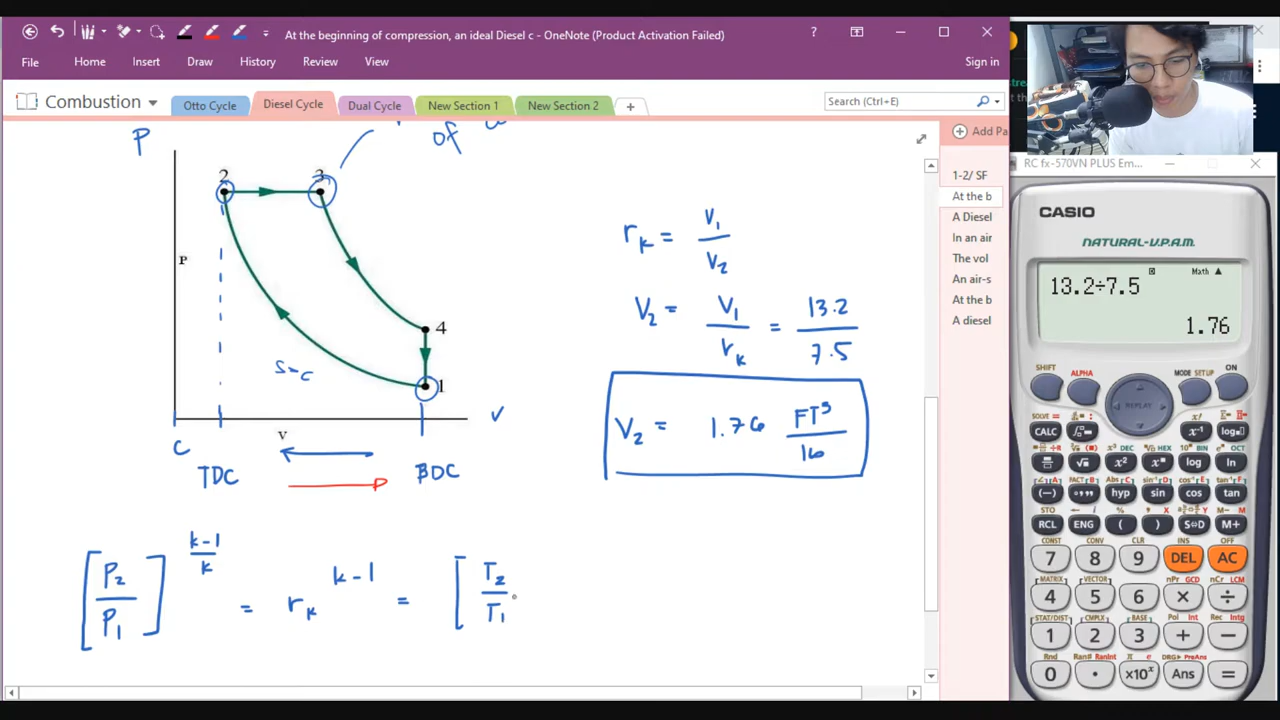 At the beginning of compression, an ideal Diesel c - OneNote (Product Activation Failed)
?
File Home Insert Draw History Review View
Sign in
Combustion
Otto Cycle Diesel Cycle Dual Cycle New Section 1 New Section 2 +
Search (Ctrl+E)
Add Pa
1-2/ SF
At the b
A Diesel
In an air
The vol
An air-s
At the b
A diesel
P
of
2
3
P
4
S=C
1
C
v
V
TDC
BDC
rk = V1/V2
V2 = V1/rk = 13.2/7.5
V2 = 1.76 FT³/lb
[P2/P1]^(k-1/k) = rk^(k-1) = [T2/T1
RC fx-570VN PLUS Em
CASIO
NATURAL-V.P.A.M.
Math ▲
13.2÷7.5
1.76
SHIFT ALPHA REPLAY MODE SETUP ON
CALC x⁻¹ log
x² log ln
(−) hyp sin cos tan
RCL ENG ( ) S⇔D M+
7 8 9 DEL AC
4 5 6 × ÷
1 2 3 + −
0 • ×10ˣ Ans =